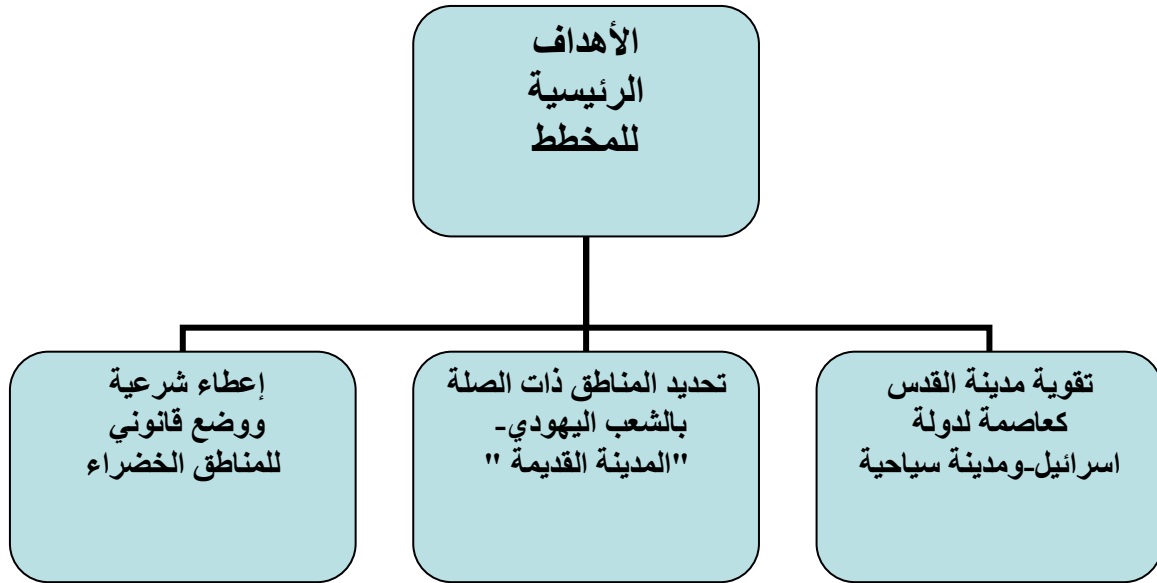 الأهداف
الرئيسية
للمخطط
تقوية مدينة القدس
كعاصمة لدولة
اسرائيل-ومدينة سياحية
تحديد المناطق ذات الصلة
بالشعب اليهودي-
"المدينة القديمة "
إعطاء شرعية
ووضع قانوني
للمناطق الخضراء